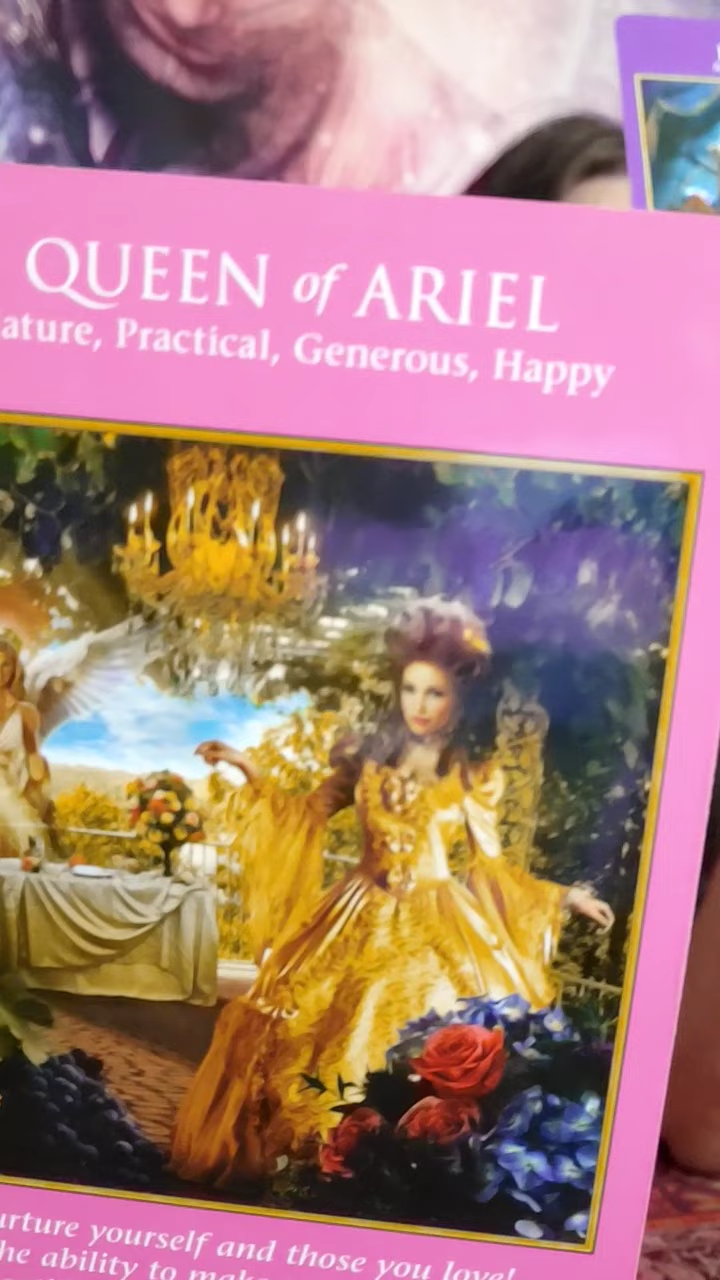 QUEEN of ARIEL
ature, Practical, Generous, Happy
urture yourself and those you love!
he ability to make